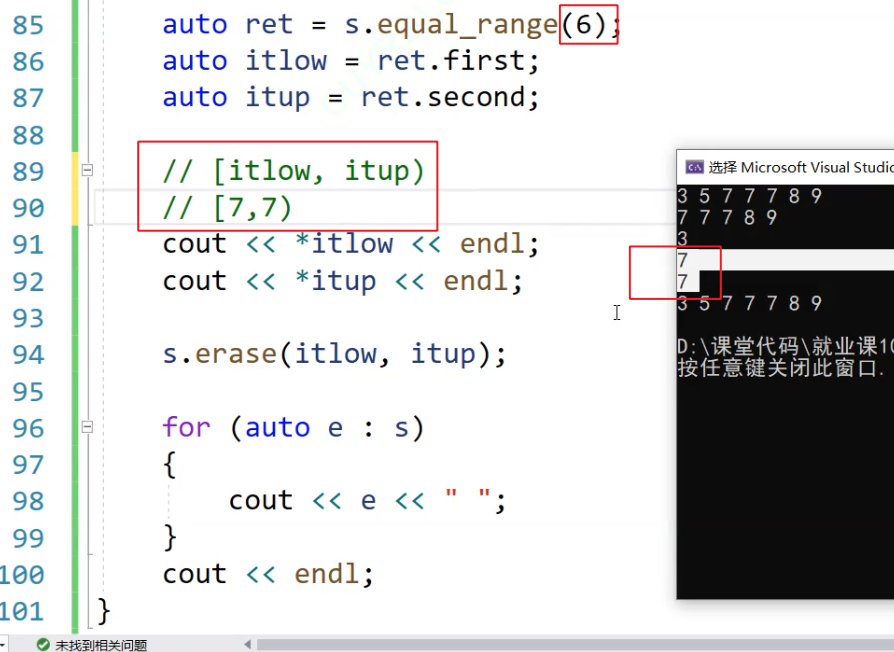 85 auto ret = s.equal_range(6);
86 auto itlow = ret.first;
87 auto itup = ret.second;
88
89 // [itlow, itup)
90 // [7,7)
91 cout << *itlow << endl;
92 cout << *itup << endl;
93
94 s.erase(itlow, itup);
95
96 for (auto e : s)
97 {
98 cout << e << " ";
99 }
100 cout << endl;
101 }
未找到相关问题
选择 Microsoft Visual Studio
3 5 7 7 7 8 9
7 7 7 8 9
3
7
7
3 5 7 7 7 8 9
D:\课堂代码\就业课10
按任意键关闭此窗口.